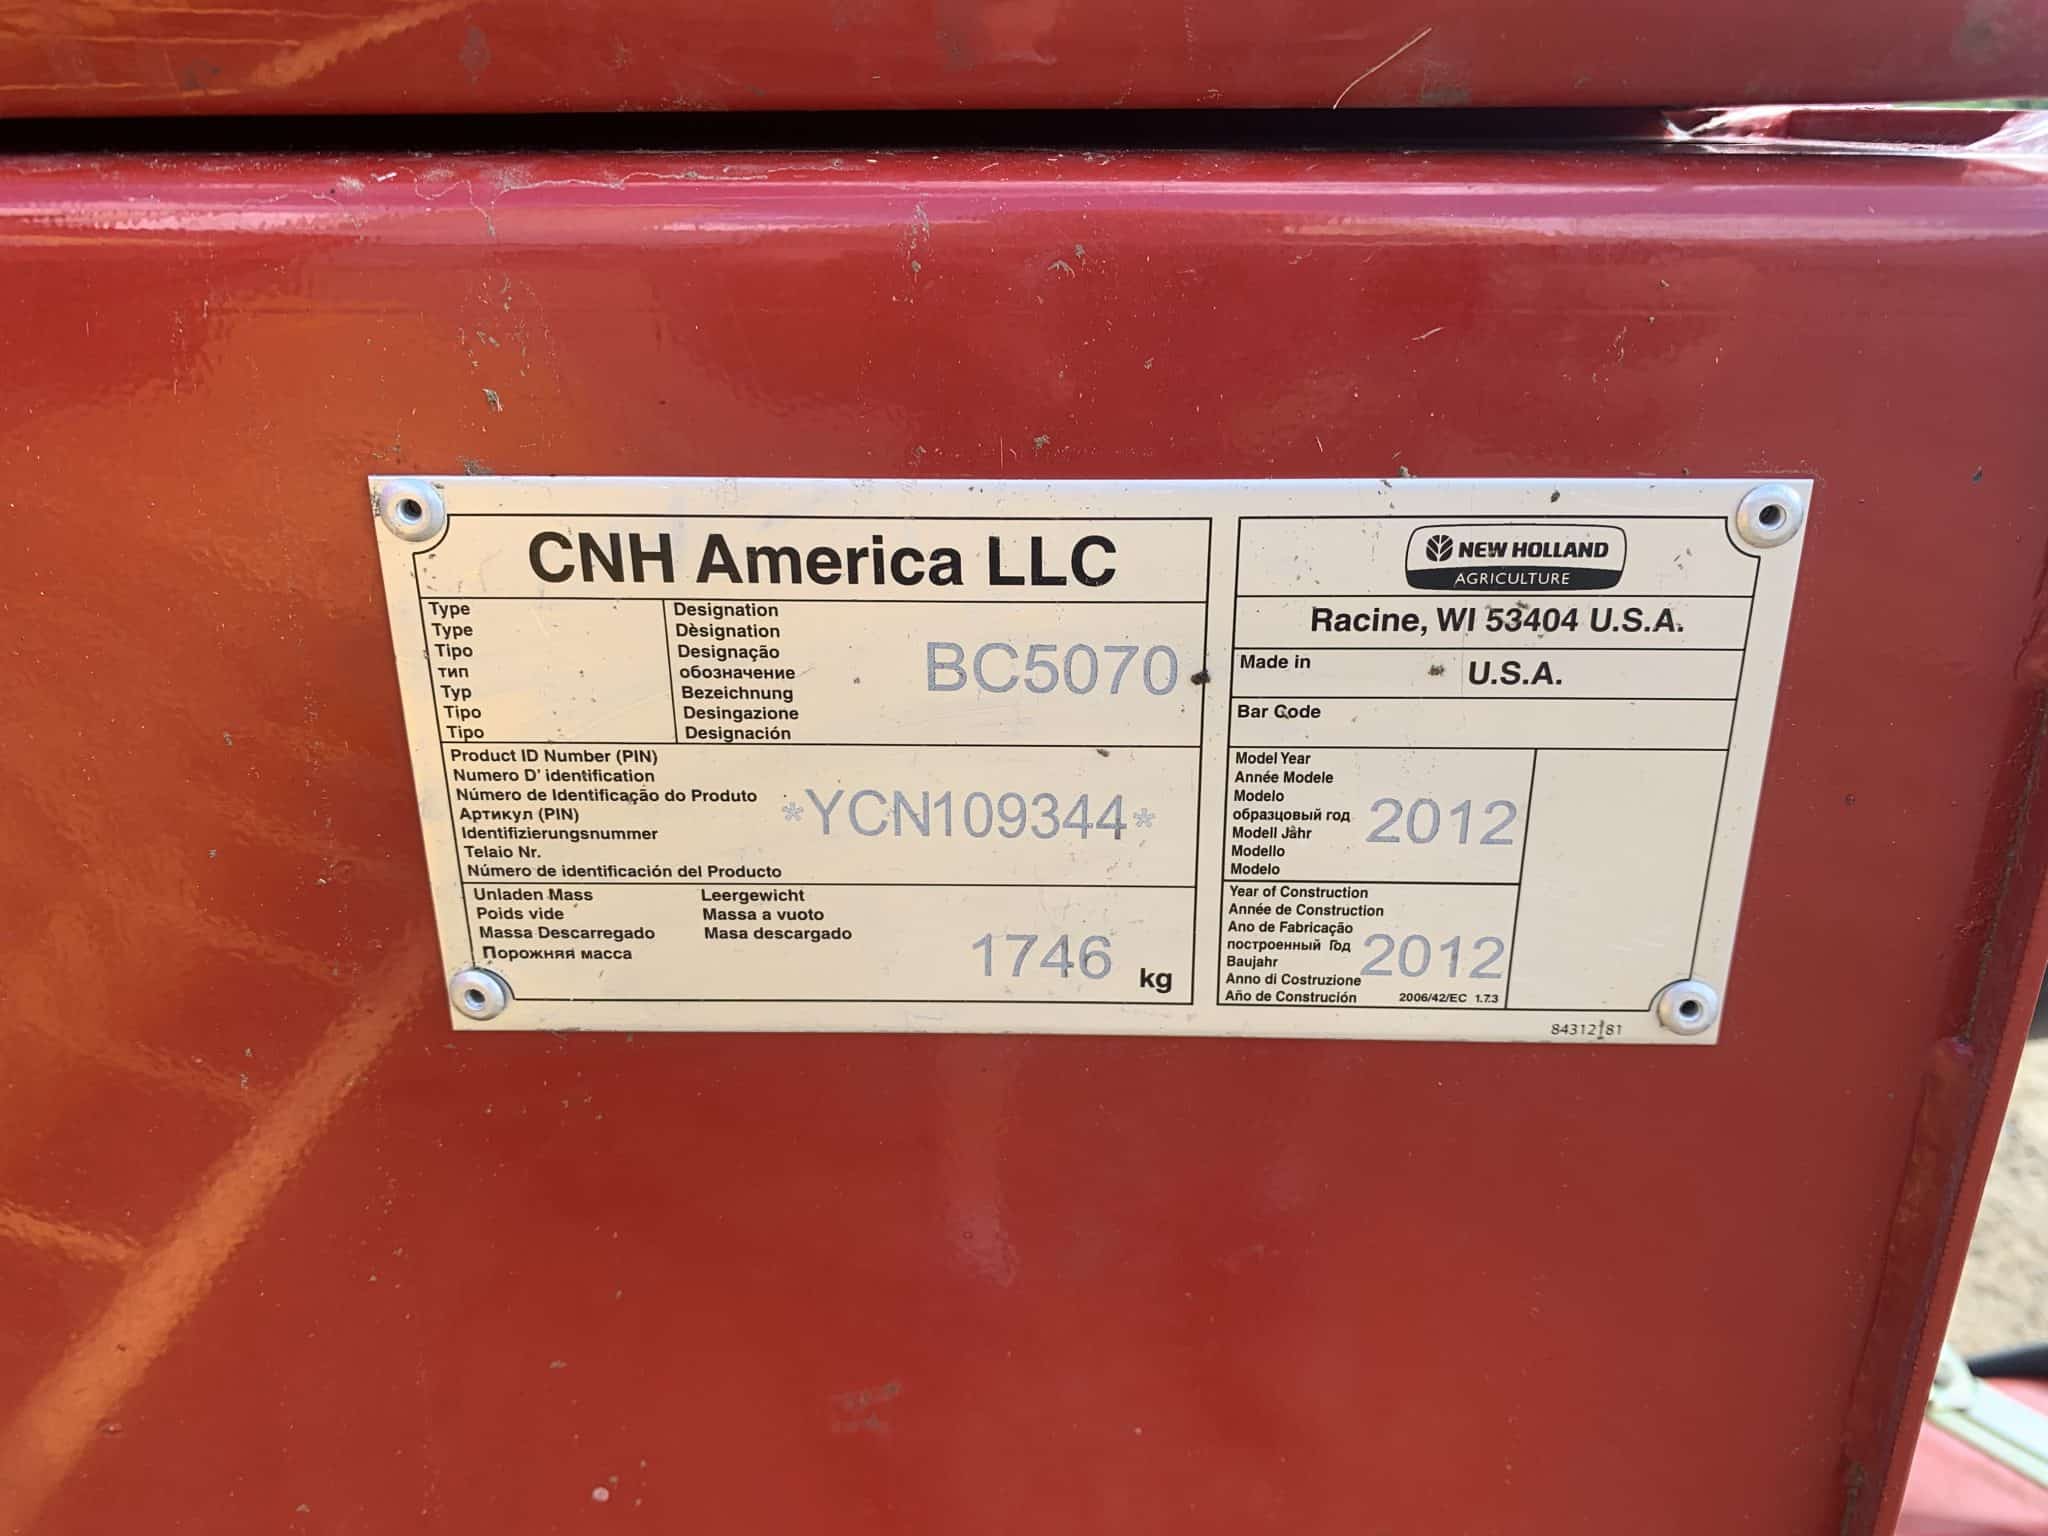 CNH America LLC
Type
Type
Tipo
тип
Typ
Tipo
Tipo
Designation
Dèsignation
Designação
обозначение
Bezeichnung
Desingazione
Designación
BC5070
Product ID Number (PIN)
Numero D' identification
Número de Identificação do Produto
Артикул (PIN)
Identifizierungsnummer
Telaio Nr.
Número de identificación del Producto
*YCN109344*
Unladen Mass
Poids vide
Massa Descarregado
Порожняя масса
Leergewicht
Massa a vuoto
Masa descargado
1746 kg
NEW HOLLAND
AGRICULTURE
Racine, WI 53404 U.S.A.
Made in U.S.A.
Bar Code
Model Year
Année Modele
Modelo
образцовый год
Modell Jahr
Modello
Modelo
2012
Year of Construction
Année de Construction
Ano de Fabricação
построенный Год
Baujahr
Anno di Costruzione
Año de Construción
2012
2006/42/EC 1.7.3